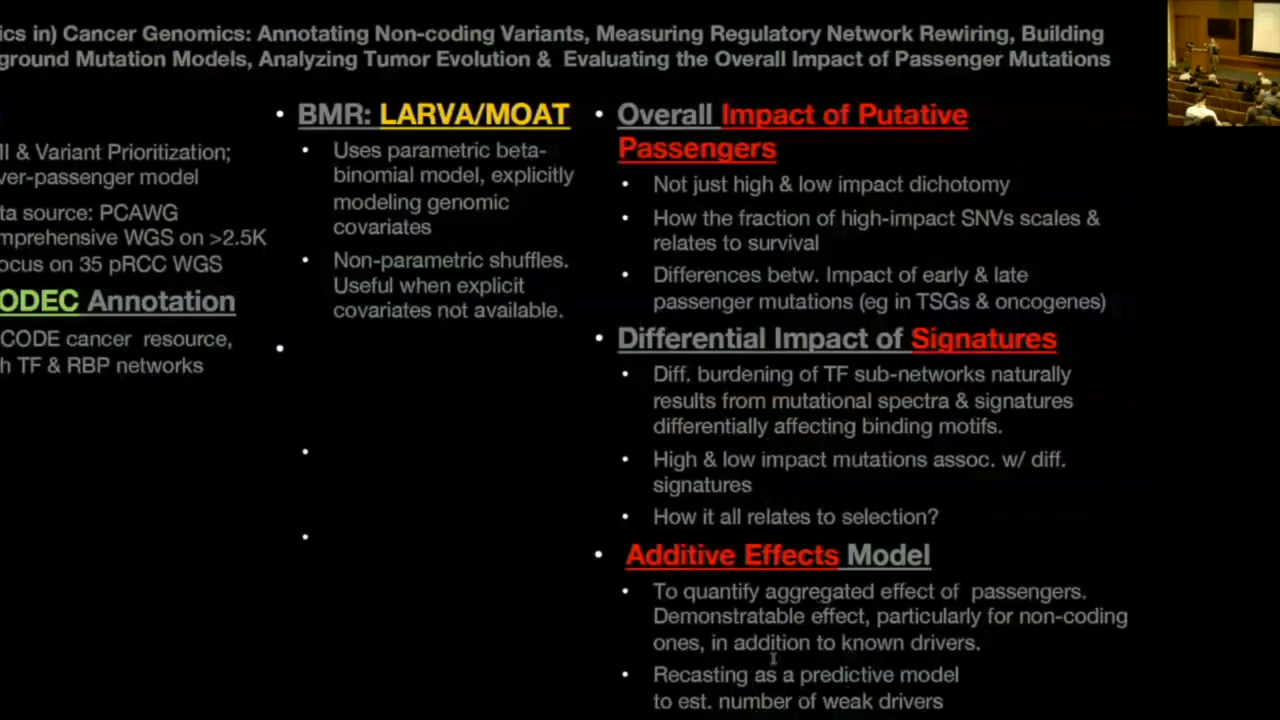 ics in) Cancer Genomics: Annotating Non-coding Variants, Measuring Regulatory Network Rewiring, Building
ground Mutation Models, Analyzing Tumor Evolution & Evaluating the Overall Impact of Passenger Mutations
I & Variant Prioritization;
ver-passenger model
ta source: PCAWG
mprehensive WGS on >2.5K
ocus on 35 pRCC WGS
ODEC Annotation
CODE cancer resource,
h TF & RBP networks
• BMR: LARVA/MOAT
• Uses parametric beta-
binomial model, explicitly
modeling genomic
covariates
• Non-parametric shuffles.
Useful when explicit
covariates not available.
• Overall Impact of Putative
Passengers
• Not just high & low impact dichotomy
• How the fraction of high-impact SNVs scales &
relates to survival
• Differences betw. Impact of early & late
passenger mutations (eg in TSGs & oncogenes)
• Differential Impact of Signatures
• Diff. burdening of TF sub-networks naturally
results from mutational spectra & signatures
differentially affecting binding motifs.
• High & low impact mutations assoc. w/ diff.
signatures
• How it all relates to selection?
• Additive Effects Model
• To quantify aggregated effect of passengers.
Demonstratable effect, particularly for non-coding
ones, in addition to known drivers.
• Recasting as a predictive model
to est. number of weak drivers